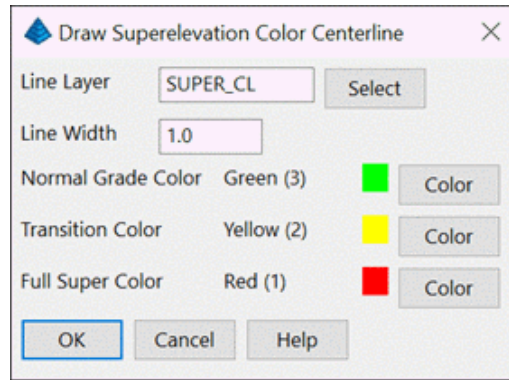 Draw Superelevation Color Centerline
Line Layer SUPER_CL Select
Line Width 1.0
Normal Grade Color Green (3) Color
Transition Color Yellow (2) Color
Full Super Color Red (1) Color
OK Cancel Help